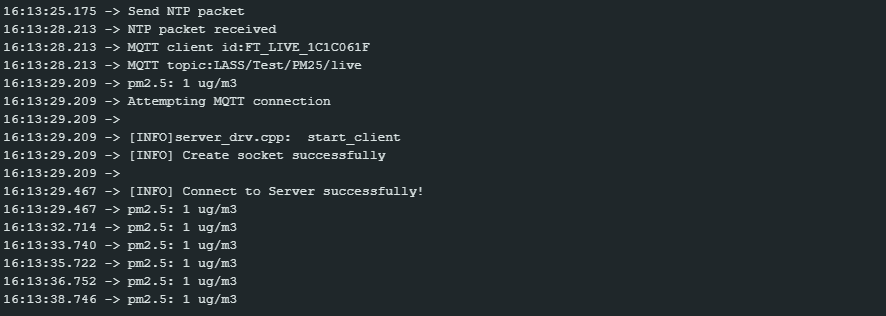 16:13:25.175 -> Send NTP packet
16:13:28.213 -> NTP packet received
16:13:28.213 -> MQTT client id:FT_LIVE_1C1C061F
16:13:28.213 -> MQTT topic:LASS/Test/PM25/live
16:13:29.209 -> pm2.5: 1 ug/m3
16:13:29.209 -> Attempting MQTT connection
16:13:29.209 ->
16:13:29.209 -> [INFO]server_drv.cpp:  start_client
16:13:29.209 -> [INFO] Create socket successfully
16:13:29.209 ->
16:13:29.467 -> [INFO] Connect to Server successfully!
16:13:29.467 -> pm2.5: 1 ug/m3
16:13:32.714 -> pm2.5: 1 ug/m3
16:13:33.740 -> pm2.5: 1 ug/m3
16:13:35.722 -> pm2.5: 1 ug/m3
16:13:36.752 -> pm2.5: 1 ug/m3
16:13:38.746 -> pm2.5: 1 ug/m3